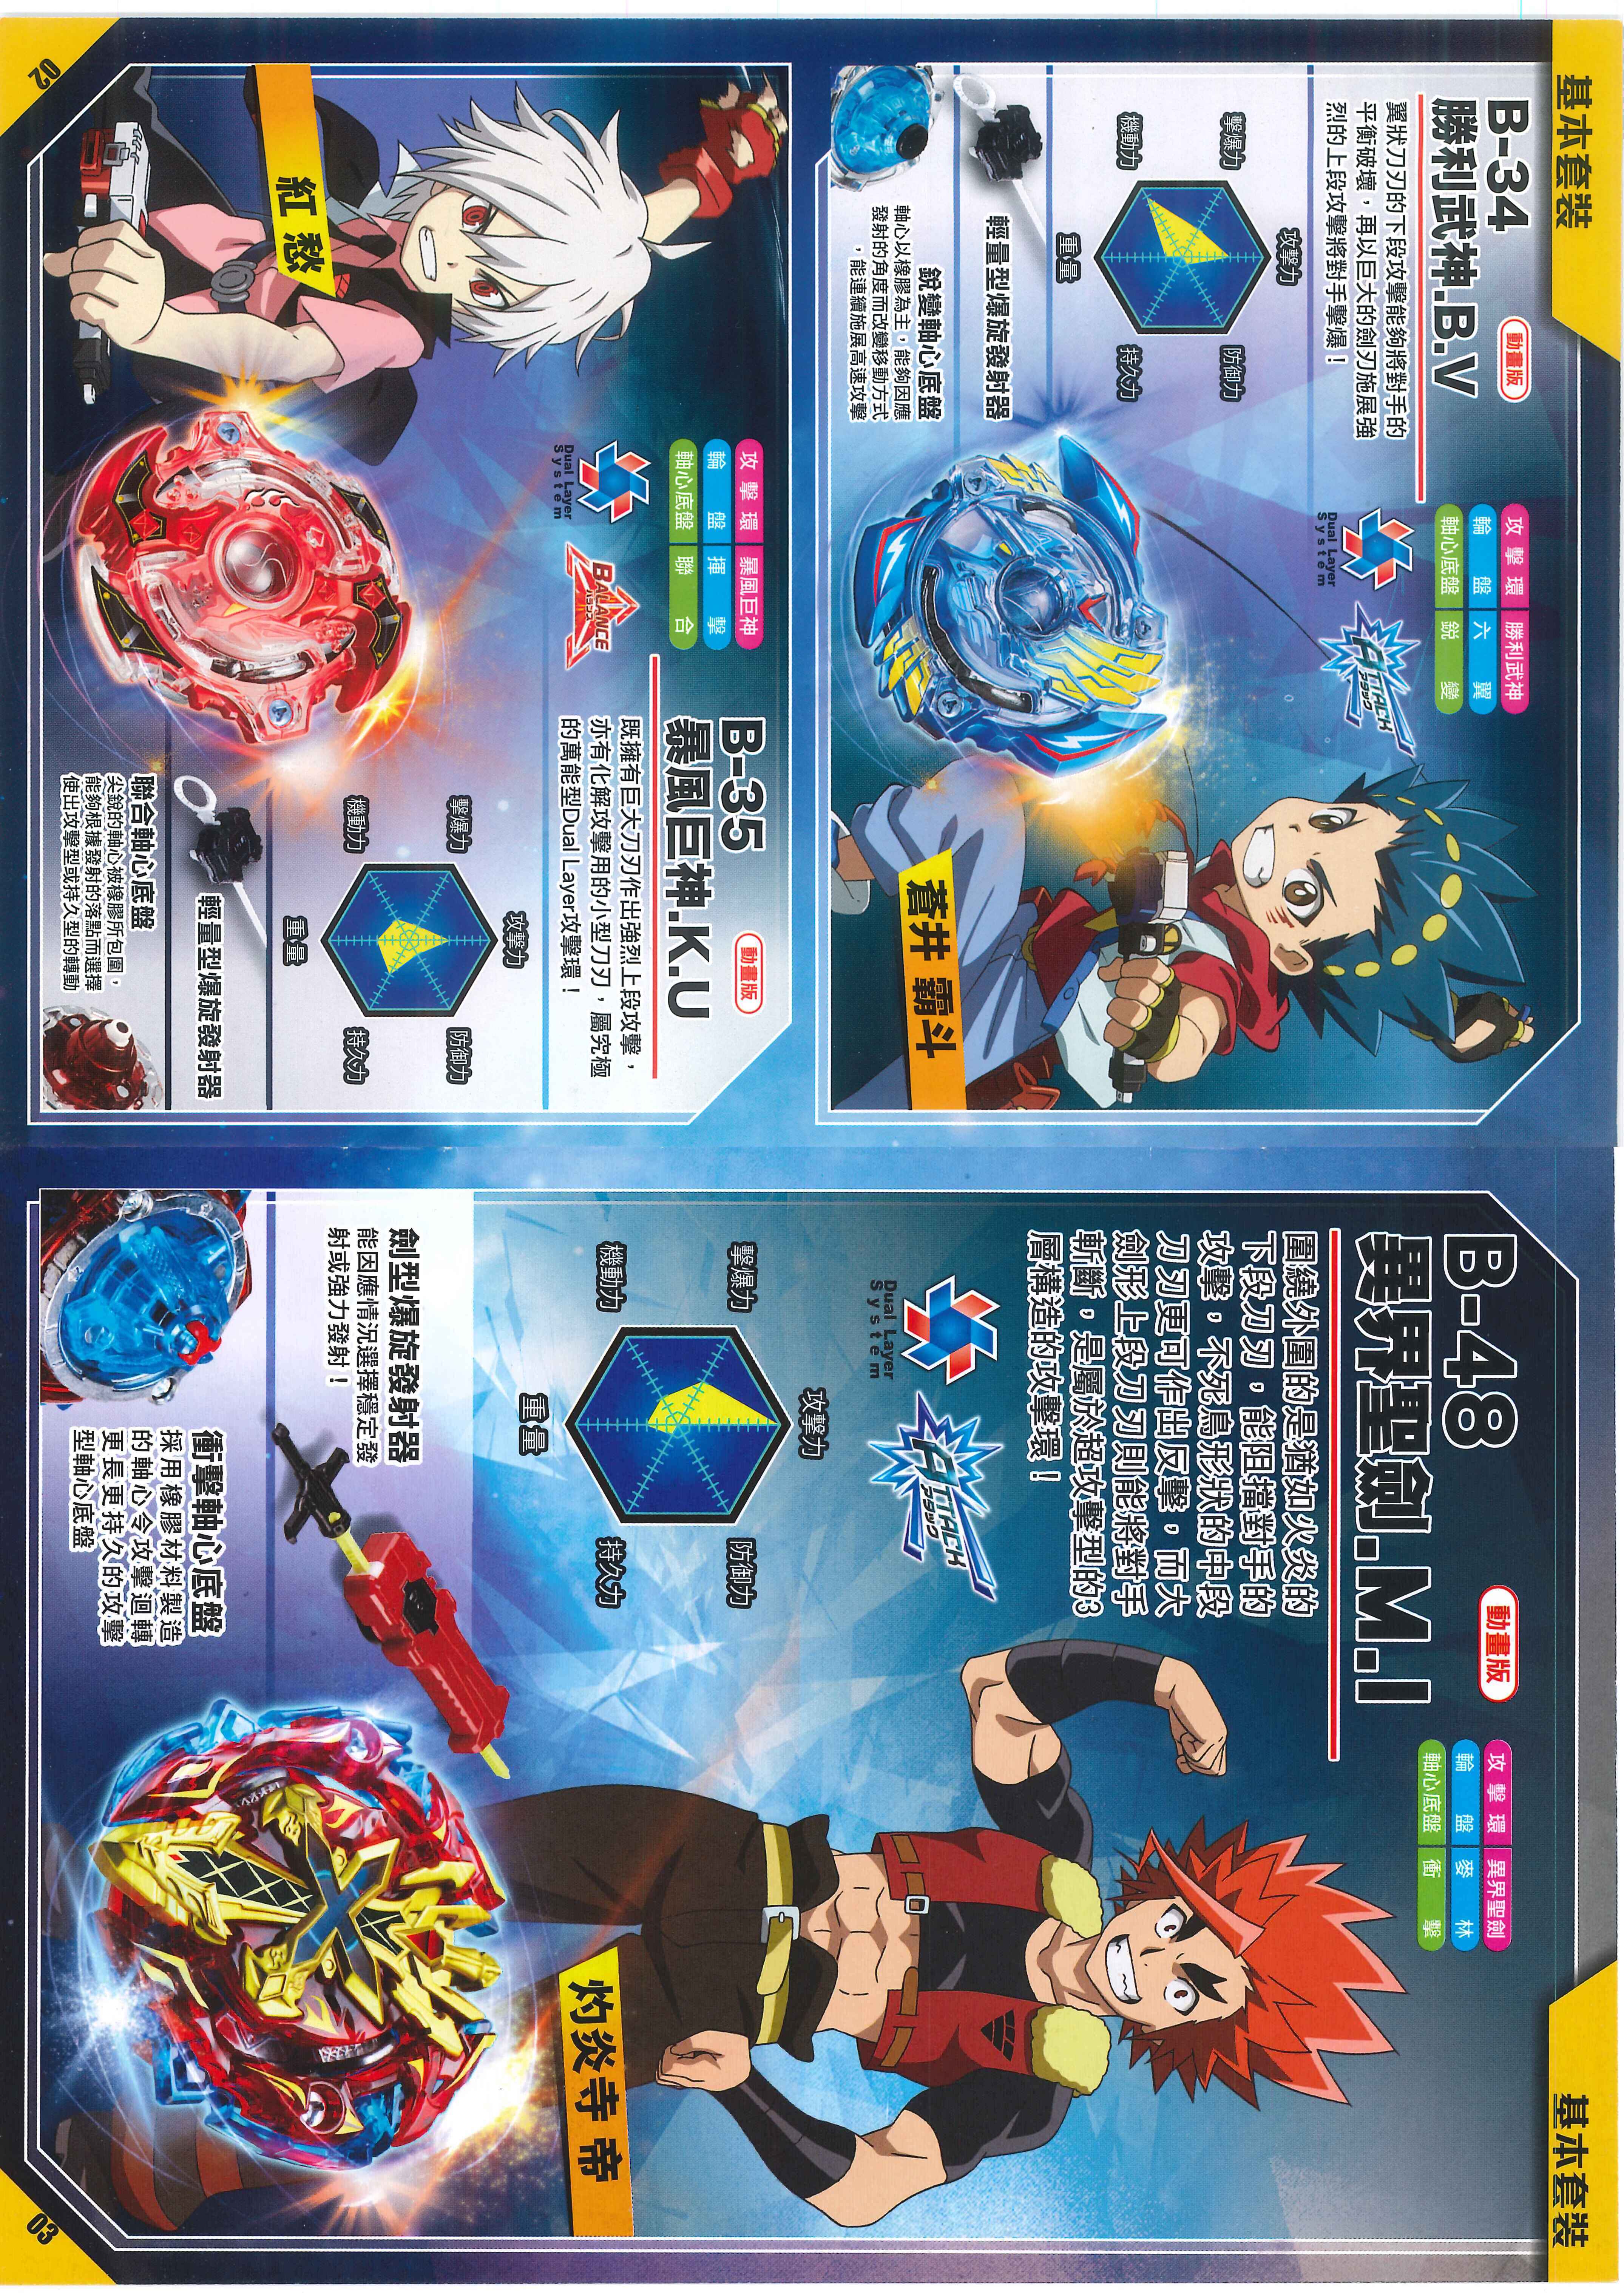 基本套裝
B-34
動畫版
勝利武神.B.V
攻擊環 勝利武神
輪盤 六翼
軸心底盤 銳變
翼狀刀刃的下段攻擊能夠將對手的
平衡破壞，再以巨大的劍刃施展強
烈的上段攻擊將對手擊爆！
Dual Layer
System
ATTACK
アタック
攻擊力
擊爆力
防御力
機動力
持久力
重量
輕量型爆旋發射器
銳變軸心底盤
軸心以橡膠為主，能夠因應
發射的角度而改變移動方式
，能連續施展高速攻擊
蒼井 霸斗
攻擊環 暴風巨神
輪盤 揮擊
軸心底盤 聯合
B-35
動畫版
暴風巨神.K.U
Dual Layer
System
BALANCE
バランス
既擁有巨大刀刃作出強烈上段攻擊，
亦有化解攻擊用的小型刀刃，屬究極
的萬能型Dual Layer攻擊環！
攻擊力
擊爆力
防御力
機動力
持久力
重量
紅 愁
輕量型爆旋發射器
聯合軸心底盤
尖銳的軸心被橡膠所包圍，
能夠根據發射的落點而選擇
使出攻擊型或持久型的轉動
02
基本套裝
B-48
動畫版
異界聖劍.M.I
攻擊環 異界聖劍
輪盤 麥林
軸心底盤 衝擊
圍繞外圍的是猶如火炎的
下段刀刃，能阻擋對手的
攻擊，不死鳥形狀的中段
刀刃更可作出反擊，而大
劍形上段刀刃則能將對手
斬斷，是屬於超攻擊型的3
層構造的攻擊環！
Dual Layer
System
ATTACK
アタック
攻擊力
擊爆力
防御力
機動力
持久力
重量
灼炎寺 帝
劍型爆旋發射器
能因應情況選擇穩定發
射或強力發射！
衝擊軸心底盤
採用橡膠材料製造
的軸心令攻擊迴轉
更長更持久的攻擊
型軸心底盤
03